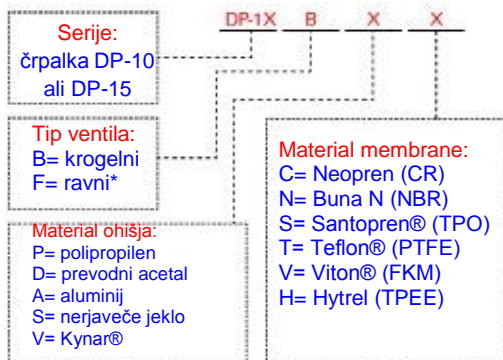 DP-1X B X X
Serije:
črpalka DP-10
ali DP-15
Tip ventila:
B= krogelni
F= ravni*
Material ohišja:
P= polipropilen
D= prevodni acetal
A= aluminij
S= nerjaveče jeklo
V= Kynar®
Material membrane:
C= Neopren (CR)
N= Buna N (NBR)
S= Santopren® (TPO)
T= Teflon® (PTFE)
V= Viton® (FKM)
H= Hytrel (TPEE)